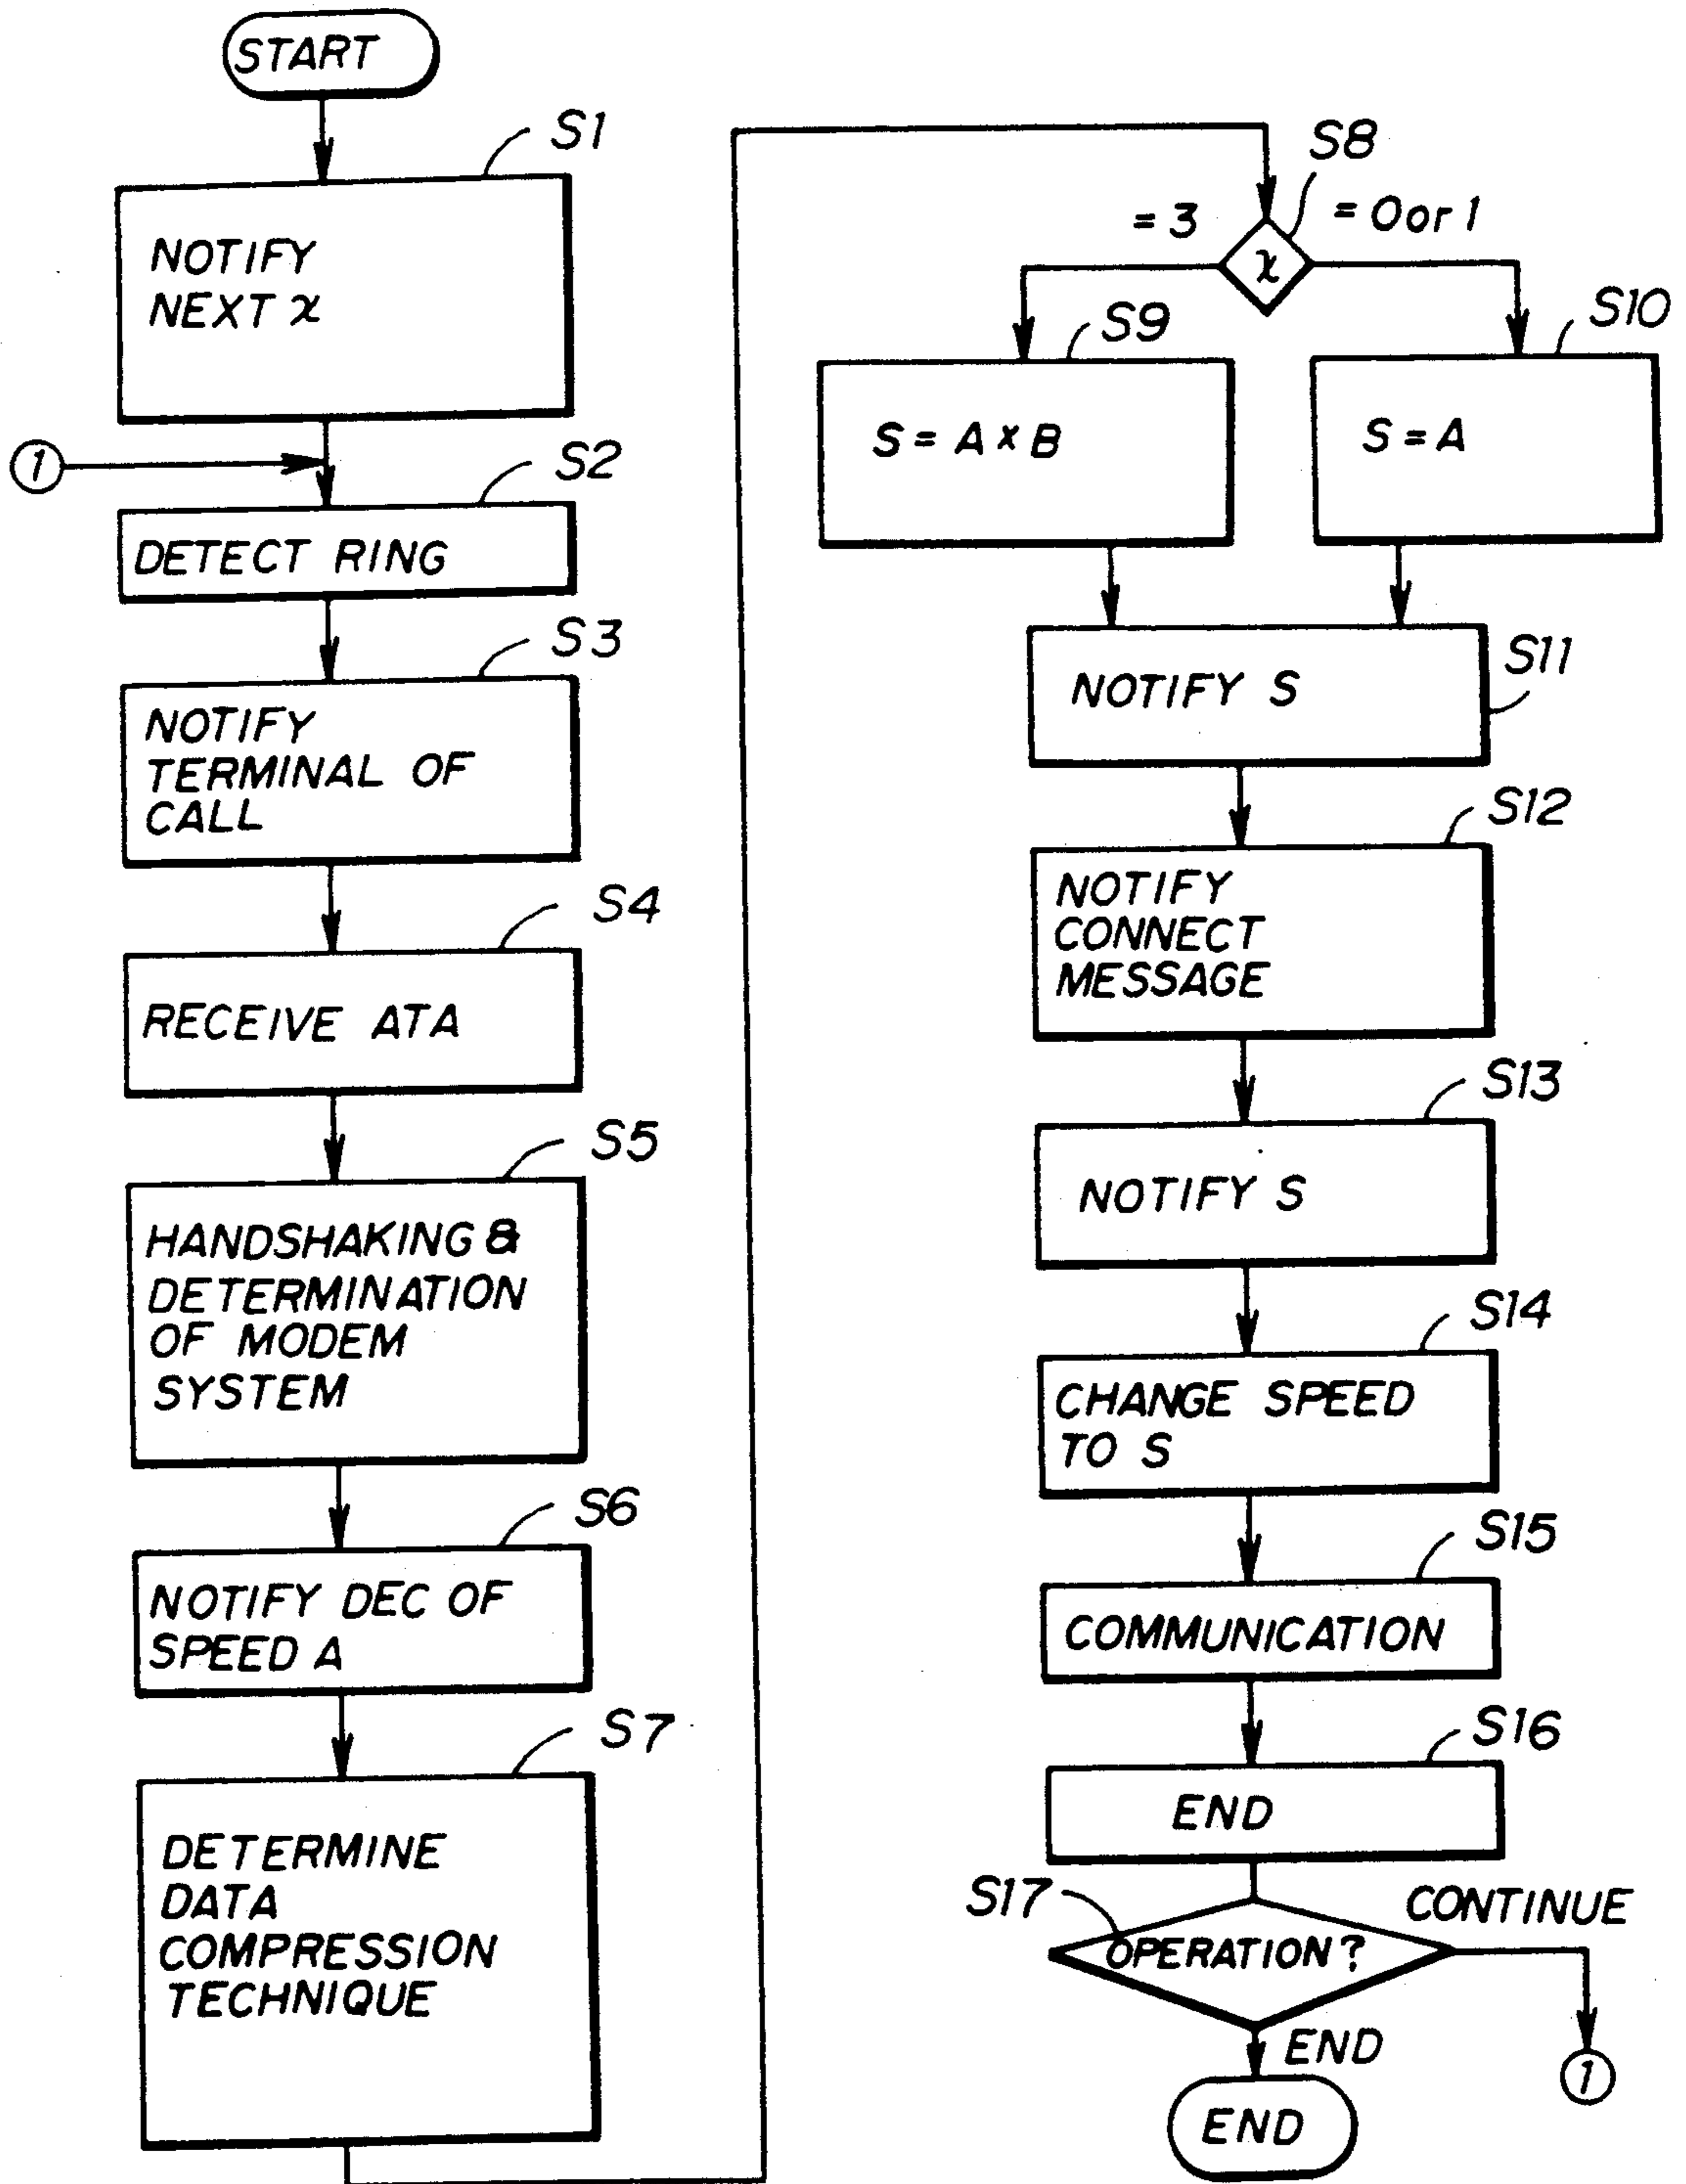 START
S1
NOTIFY
NEXT χ
1
S2
DETECT RING
S3
NOTIFY
TERMINAL OF
CALL
S4
RECEIVE ATA
S5
HANDSHAKING &
DETERMINATION
OF MODEM
SYSTEM
S6
NOTIFY DEC OF
SPEED A
S7
DETERMINE
DATA
COMPRESSION
TECHNIQUE
S8
= 3
= 0 or 1
χ
S9
S = A × B
S10
S = A
S11
NOTIFY S
S12
NOTIFY
CONNECT
MESSAGE
S13
NOTIFY S
S14
CHANGE SPEED
TO S
S15
COMMUNICATION
S16
END
S17
OPERATION?
CONTINUE
END
1
END